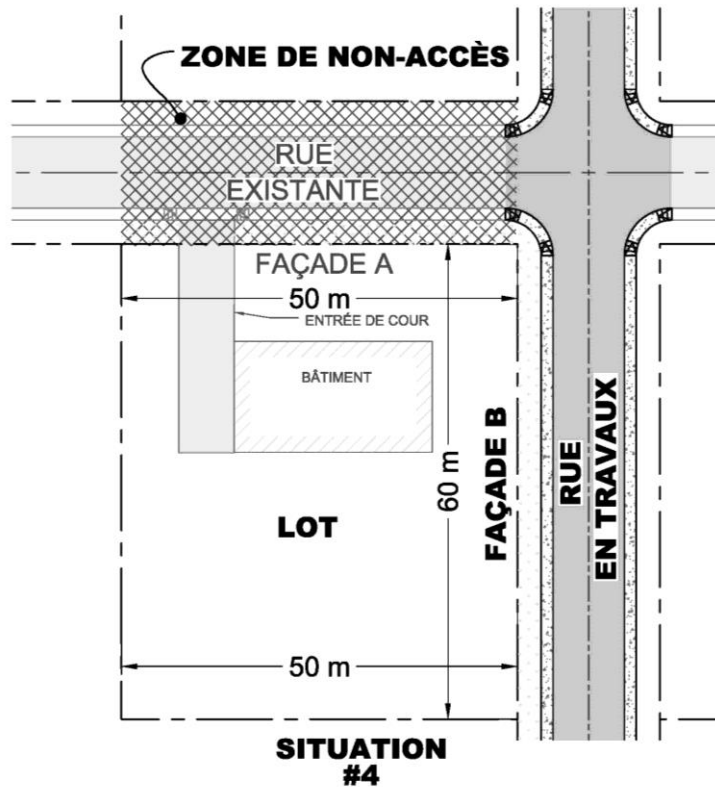 ZONE DE NON-ACCÈS
RUE
EXISTANTE
FAÇADE A
50 m
ENTRÉE DE COUR
BÂTIMENT
60 m
FAÇADE B
RUE
EN TRAVAUX
LOT
50 m
SITUATION
#4